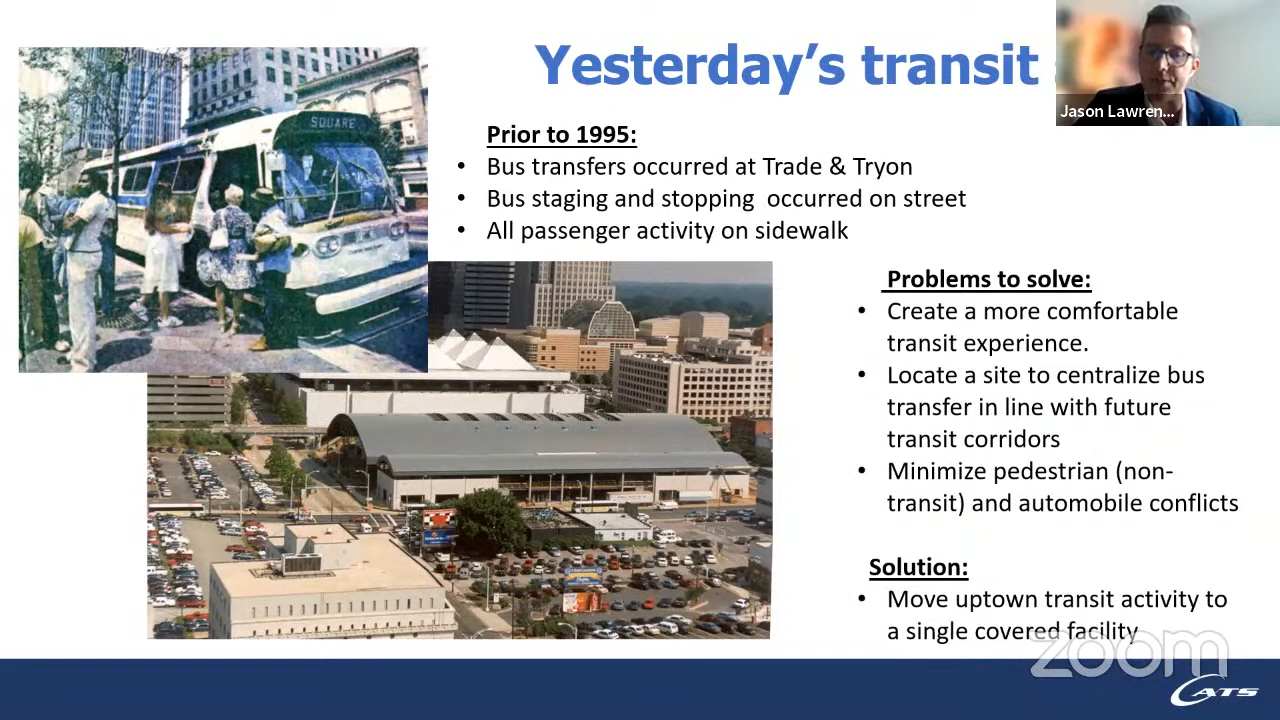 Yesterday's transit
Jason Lawren...
SQUARE
Prior to 1995:
• Bus transfers occurred at Trade & Tryon
• Bus staging and stopping  occurred on street
• All passenger activity on sidewalk
Problems to solve:
• Create a more comfortable
transit experience.
• Locate a site to centralize bus
transfer in line with future
transit corridors
• Minimize pedestrian (non-
transit) and automobile conflicts
Solution:
• Move uptown transit activity to
a single covered facility
zoom
CATS